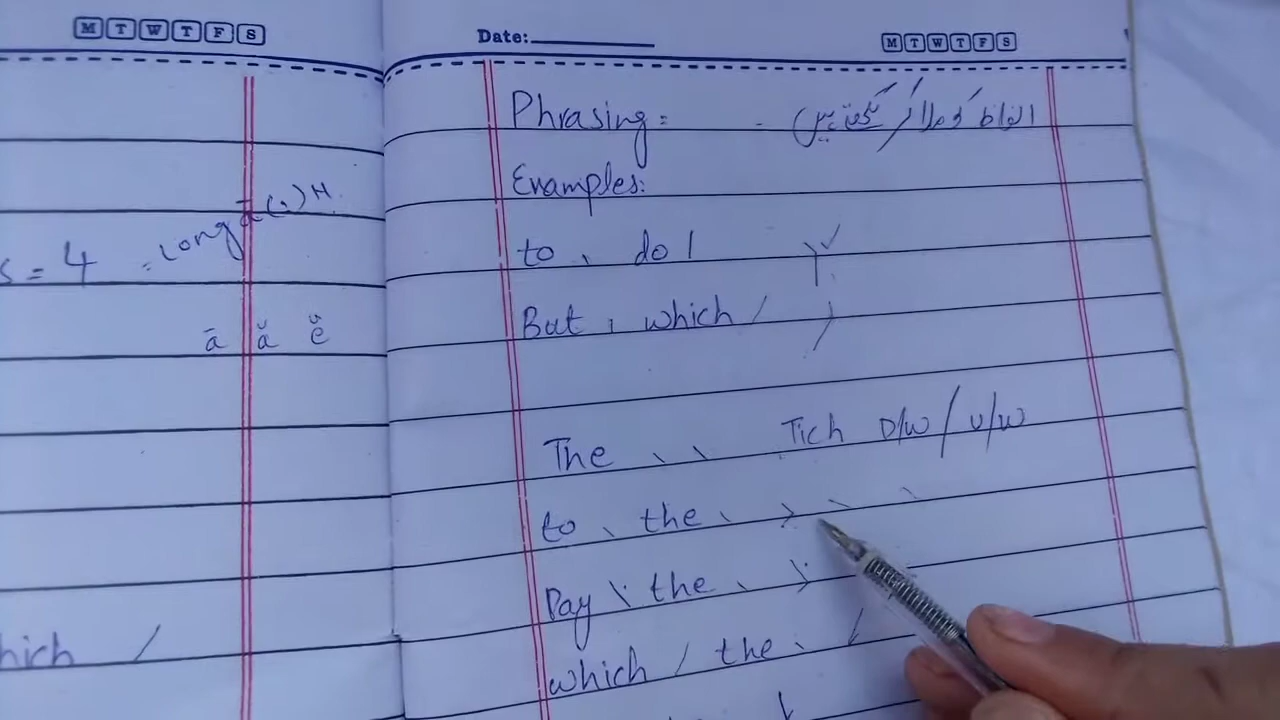 M T W T F S
s = 4 = Long ā (.) H.
ā ă ĕ
hich /
Date:
M T W T F S
Phrasing: - الفاظ کو ملا کر لکھنا
Examples:
to do
But which
The Tich D/W / U/W
to the
Pay the
which the